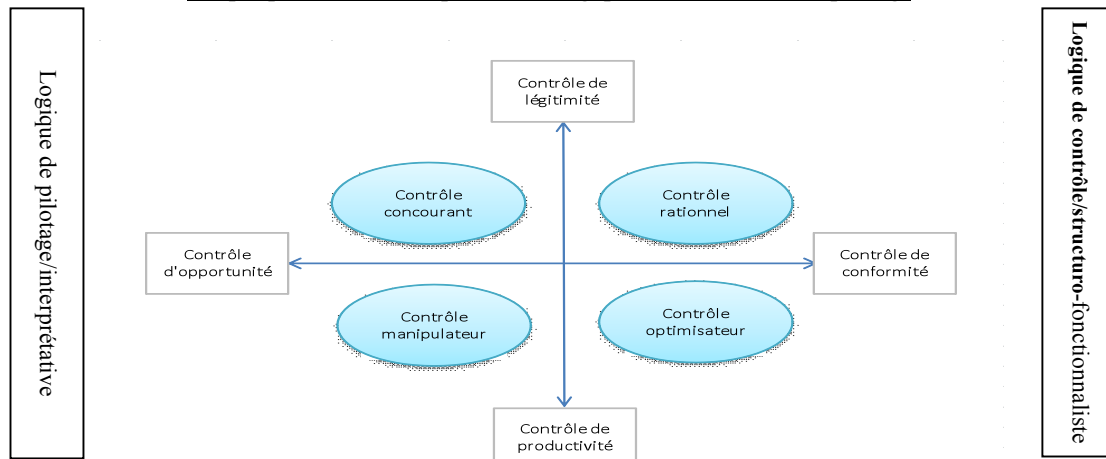 Logique de pilotage/interprétative
Contrôle de
légitimité
Contrôle
concourant
Contrôle
rationnel
Contrôle
d'opportunité
Contrôle de
conformité
Contrôle
manipulateur
Contrôle
optimisateur
Contrôle de
productivité
Logique de contrôle/structuro-fonctionnaliste